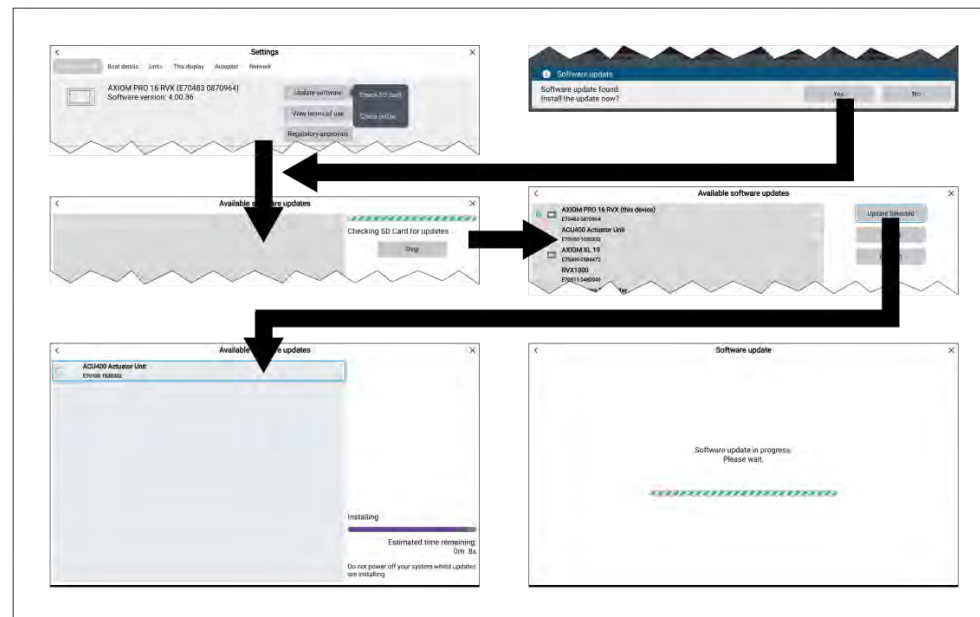 Settings
Boat details Units This display Autopilot Network
AXIOM PRO 16 RVX (E70483 0870964)
Software version: 4.00.36
Update software
Check SD card
View terms of use
Check online
Regulatory approvals
Software update
Software update found.
Install the update now?
Yes
No
Available software updates
Checking SD Card for updates
Stop
Available software updates
AXIOM PRO 16 RVX (this device)
E70483 0870964
ACU400 Actuator Unit
AXIOM XL 19
RVX1000
Update Selected
Available updates
ACU400 Actuator Unit
Installing
Estimated time remaining:
0m 8s
Do not power off your system whilst updates
are installing
Software update
Software update in progress.
Please wait.